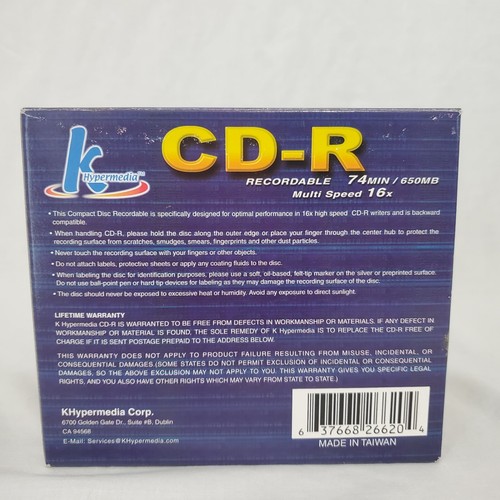 K Hypermedia™
CD-R
RECORDABLE 74MIN / 650MB
Multi Speed 16x
• This Compact Disc Recordable is specifically designed for optimal performance in 16x high speed CD-R writers and is backward
compatible.
• When handling CD-R, please hold the disc along the outer edge or place your finger through the center hub to protect the
recording surface from scratches, smudges, smears, fingerprints and other dust particles.
• Never touch the recording surface with your fingers or other objects.
• Do not attach labels, protective sheets or apply any coating fluids to the disc.
• When labeling the disc for identification purposes, please use a soft, oil-based, felt-tip marker on the silver or preprinted surface.
Do not use ball-point pen or hard tip devices for labeling as they may damage the recording surface of the disc.
• The disc should never be exposed to excessive heat or humidity. Avoid any exposure to direct sunlight.
LIFETIME WARRANTY
K Hypermedia CD-R IS WARRANTED TO BE FREE FROM DEFECTS IN WORKMANSHIP OR MATERIALS, IF ANY DEFECT IN
WORKMANSHIP OR MATERIAL IS FOUND, THE SOLE REMEDY OF K Hypermedia IS TO REPLACE THE CD-R FREE OF
CHARGE IF IT IS SENT POSTAGE PREPAID TO THE ADDRESS BELOW.
THIS WARRANTY DOES NOT APPLY TO PRODUCT FAILURE RESULTING FROM MISUSE, INCIDENTAL, OR
CONSEQUENTIAL DAMAGES (SOME STATES DO NOT PERMIT EXCLUSION OF INCIDENTAL OR CONSEQUENTIAL
DAMAGES, SO THE ABOVE EXCLUSION MAY NOT APPLY TO YOU. THIS WARRANTY GIVES YOU SPECIFIC LEGAL
RIGHTS, AND YOU ALSO HAVE OTHER RIGHTS WHICH MAY VARY FROM STATE TO STATE.)
KHypermedia Corp.
6700 Golden Gate Dr., Suite #B, Dublin
CA 94568
E-Mail: Services@KHypermedia.com
6 37668 26620 4
MADE IN TAIWAN